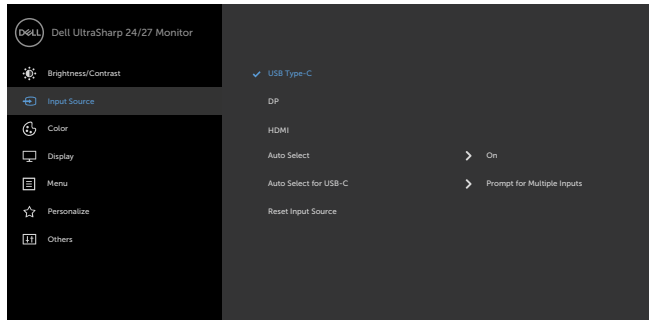 DELL
Dell UltraSharp 24/27 Monitor
Brightness/Contrast
USB Type-C
Input Source
DP
Color
HDMI
Display
Auto Select
On
Menu
Auto Select for USB-C
Prompt for Multiple Inputs
Personalize
Reset Input Source
Others